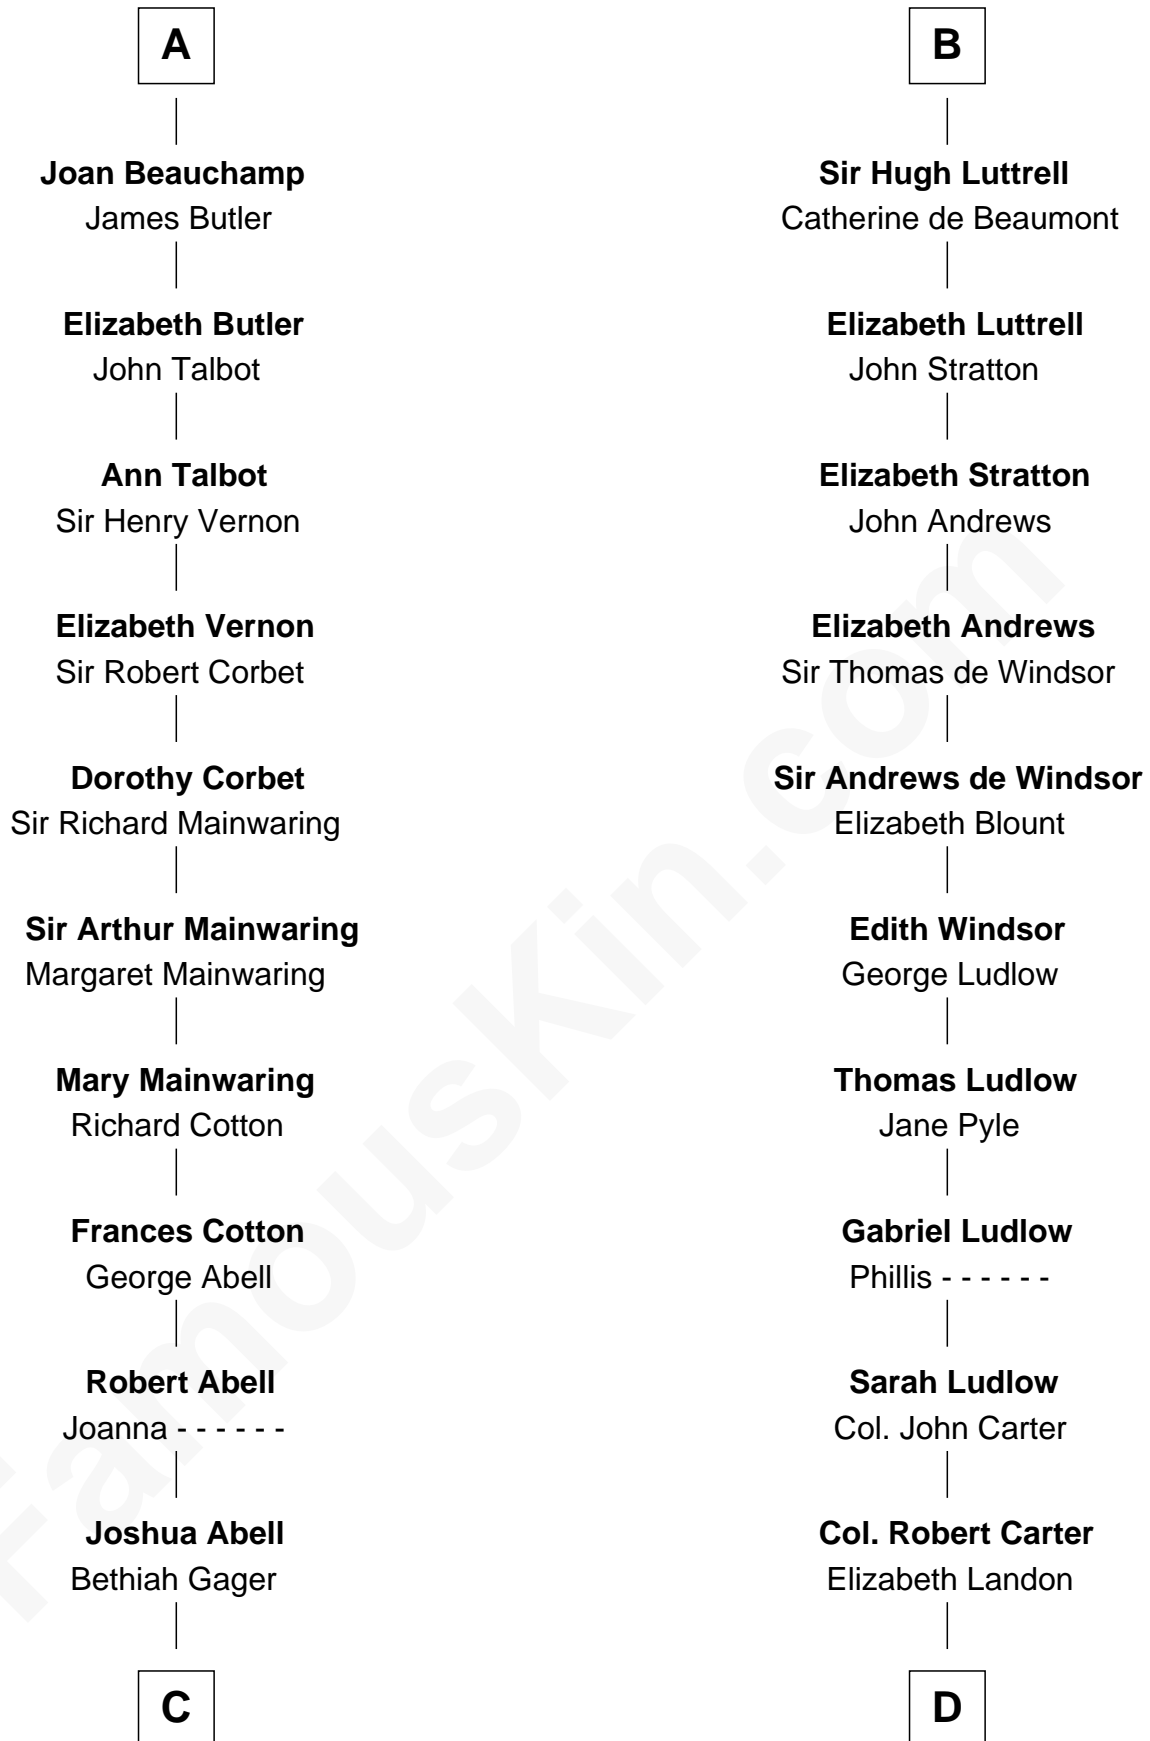 A
Joan Beauchamp
James Butler
Elizabeth Butler
John Talbot
Ann Talbot
Sir Henry Vernon
Elizabeth Vernon
Sir Robert Corbet
Dorothy Corbet
Sir Richard Mainwaring
Sir Arthur Mainwaring
Margaret Mainwaring
Mary Mainwaring
Richard Cotton
Frances Cotton
George Abell
Robert Abell
Joanna - - - - - -
Joshua Abell
Bethiah Gager
C
B
Sir Hugh Luttrell
Catherine de Beaumont
Elizabeth Luttrell
John Stratton
Elizabeth Stratton
John Andrews
Elizabeth Andrews
Sir Thomas de Windsor
Sir Andrews de Windsor
Elizabeth Blount
Edith Windsor
George Ludlow
Thomas Ludlow
Jane Pyle
Gabriel Ludlow
Phillis - - - - - -
Sarah Ludlow
Col. John Carter
Col. Robert Carter
Elizabeth Landon
D
FamousKin.com